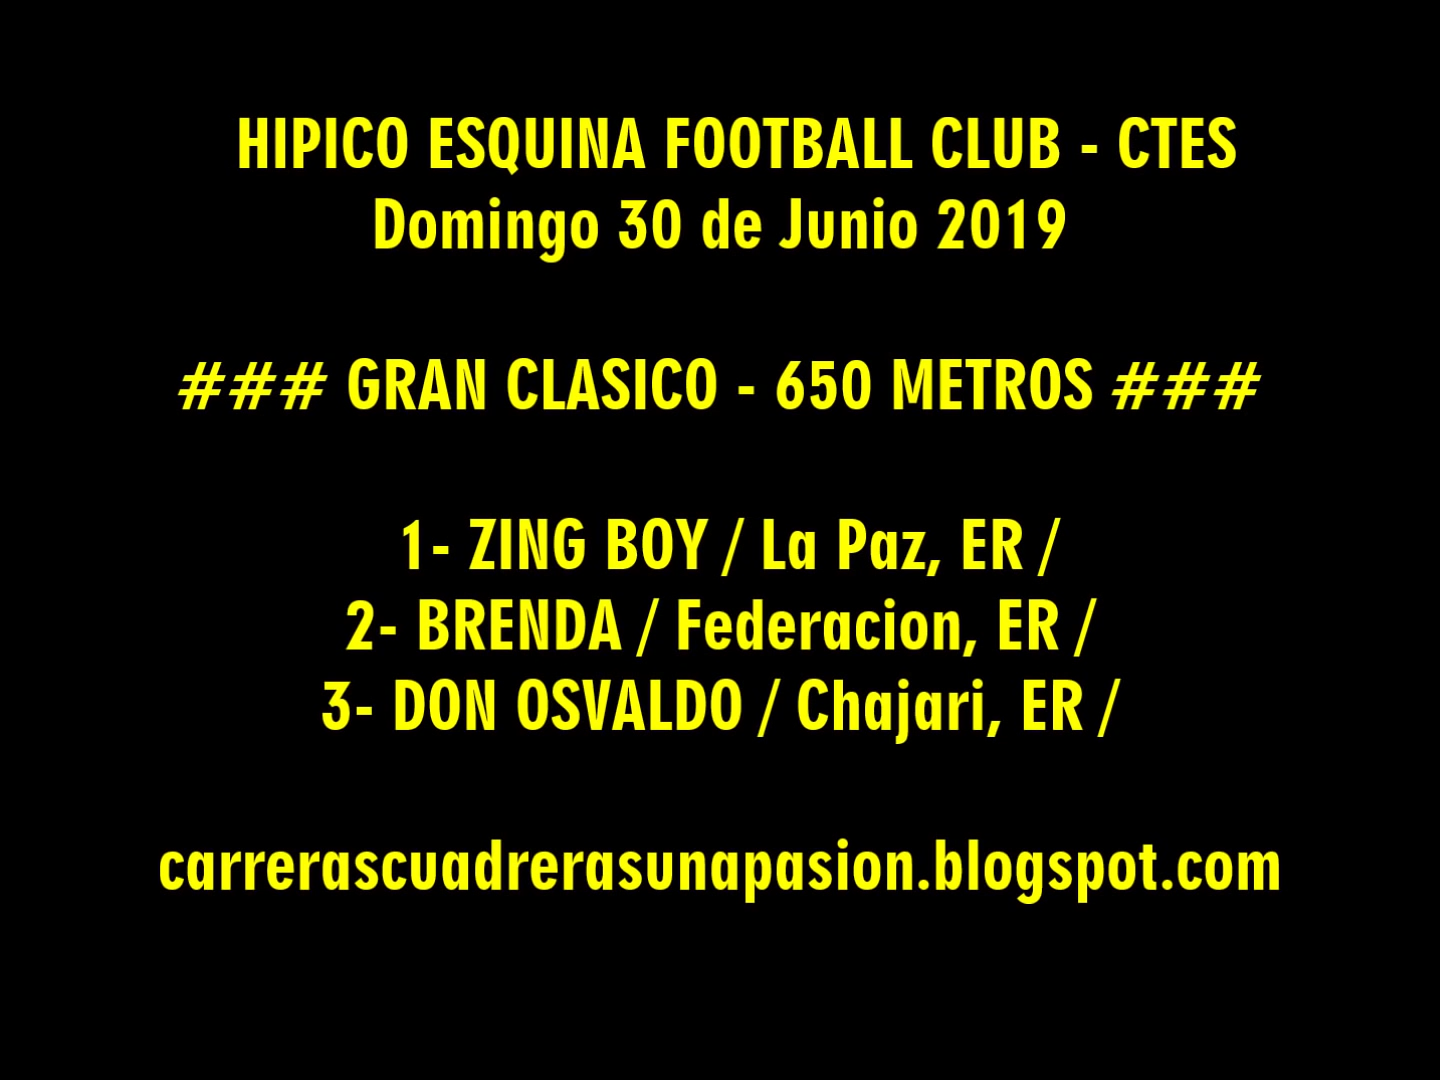 HIPICO ESQUINA FOOTBALL CLUB - CTES
Domingo 30 de Junio 2019
### GRAN CLASICO - 650 METROS ###
1- ZING BOY / La Paz, ER /
2- BRENDA / Federacion, ER /
3- DON OSVALDO / Chajari, ER /
carrerascuadrerasunapasion.blogspot.com